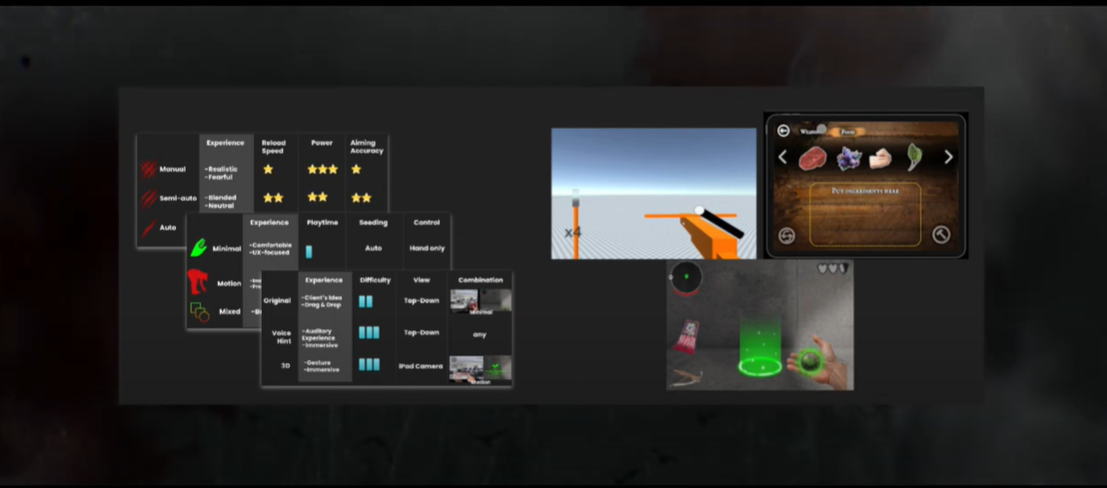 Experience Reload Speed Power Aiming Accuracy
Manual -Realistic -Fearful
Semi-auto -Blended -Neutral
Auto
Experience Playtime Seeding Control
Minimal -Comfortable -UX-focused Auto Hand only
Motion
Mixed
Experience Difficulty View Combination
Original -Client's Idea -Drag & Drop Top-Down Minimal
Voice Hint -Auditory Experience -Immersive Top-Down any
3D -Gesture -Immersive iPad Camera Motion
x4
Food
Put ingredients here